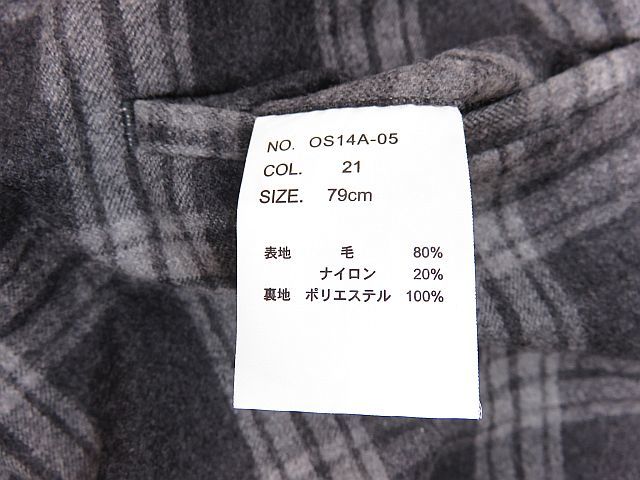 NO. OS14A-05
COL. 21
SIZE. 79cm
表地 毛 80%
ナイロン 20%
裏地 ポリエステル 100%